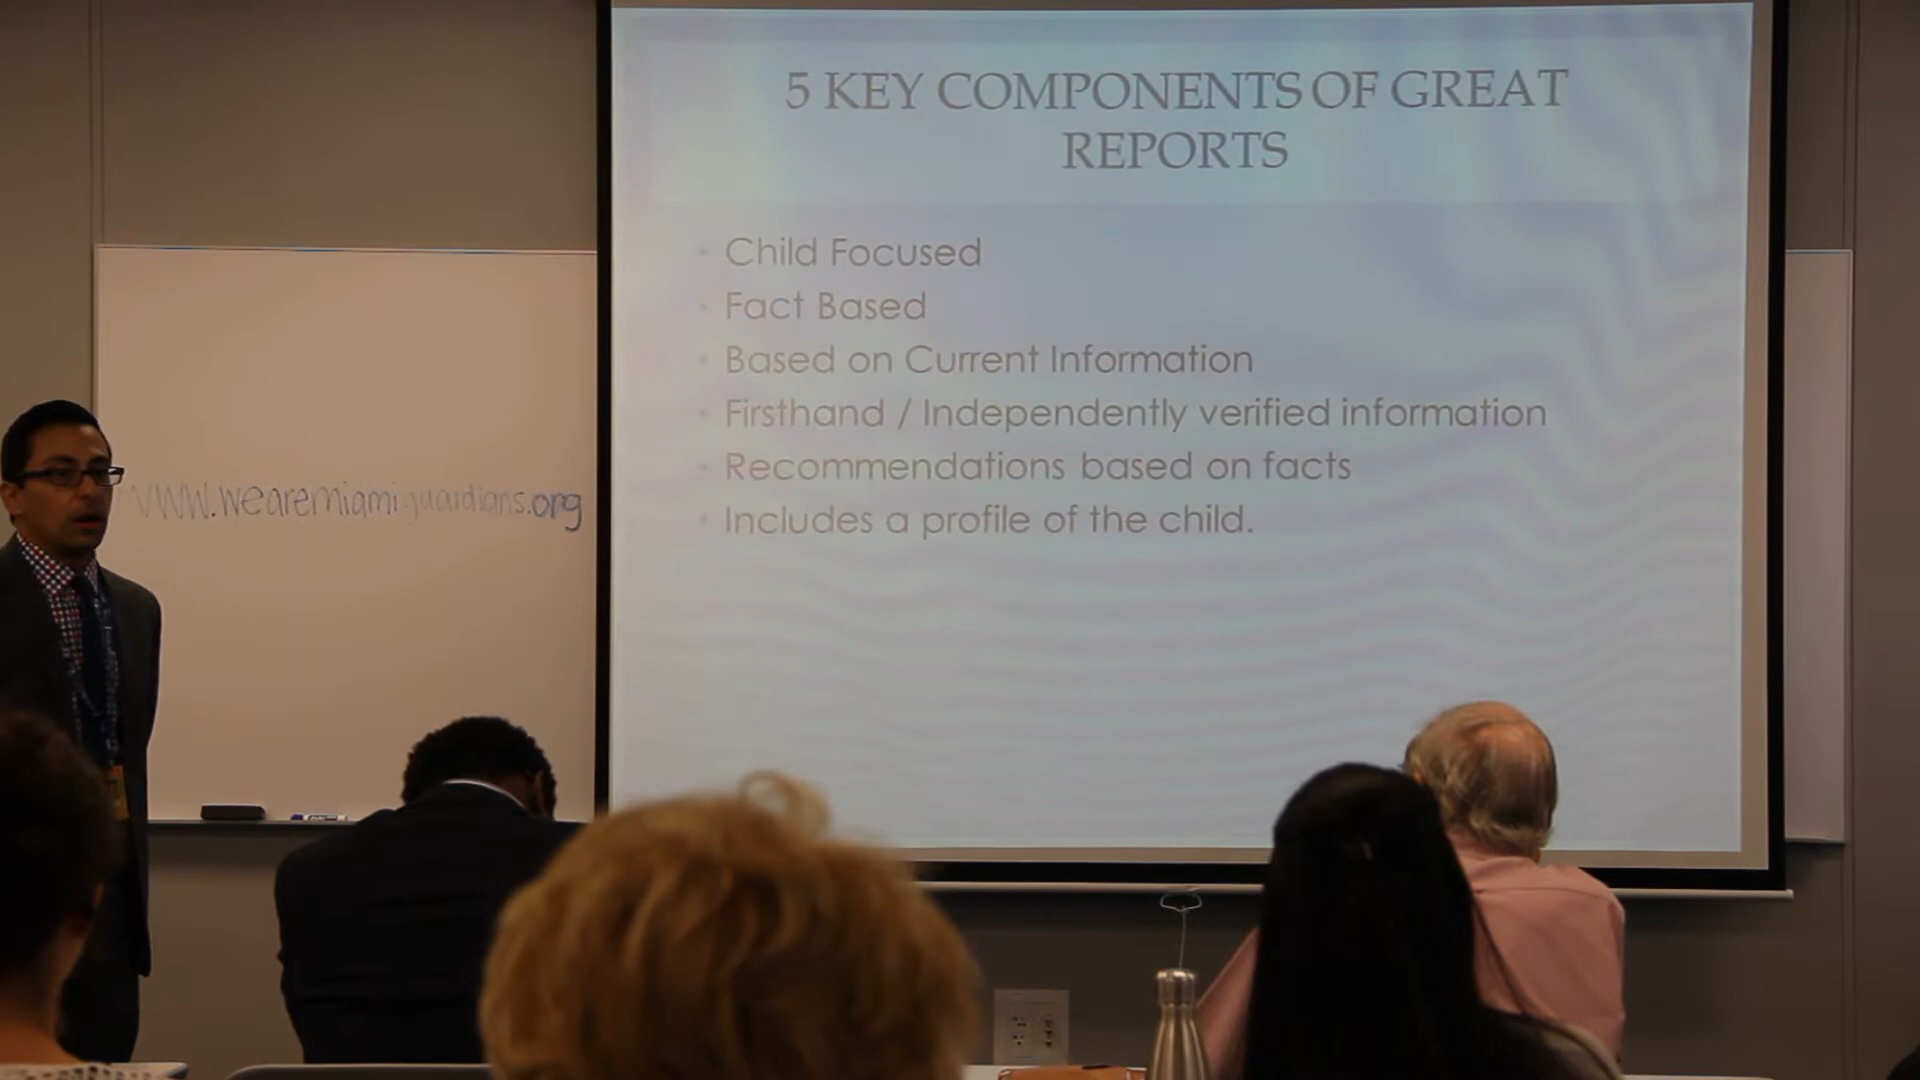 5 KEY COMPONENTS OF GREAT
REPORTS
• Child Focused
• Fact Based
• Based on Current Information
• Firsthand / Independently verified information
• Recommendations based on facts
• Includes a profile of the child.
www.wearemiamiguardians.org